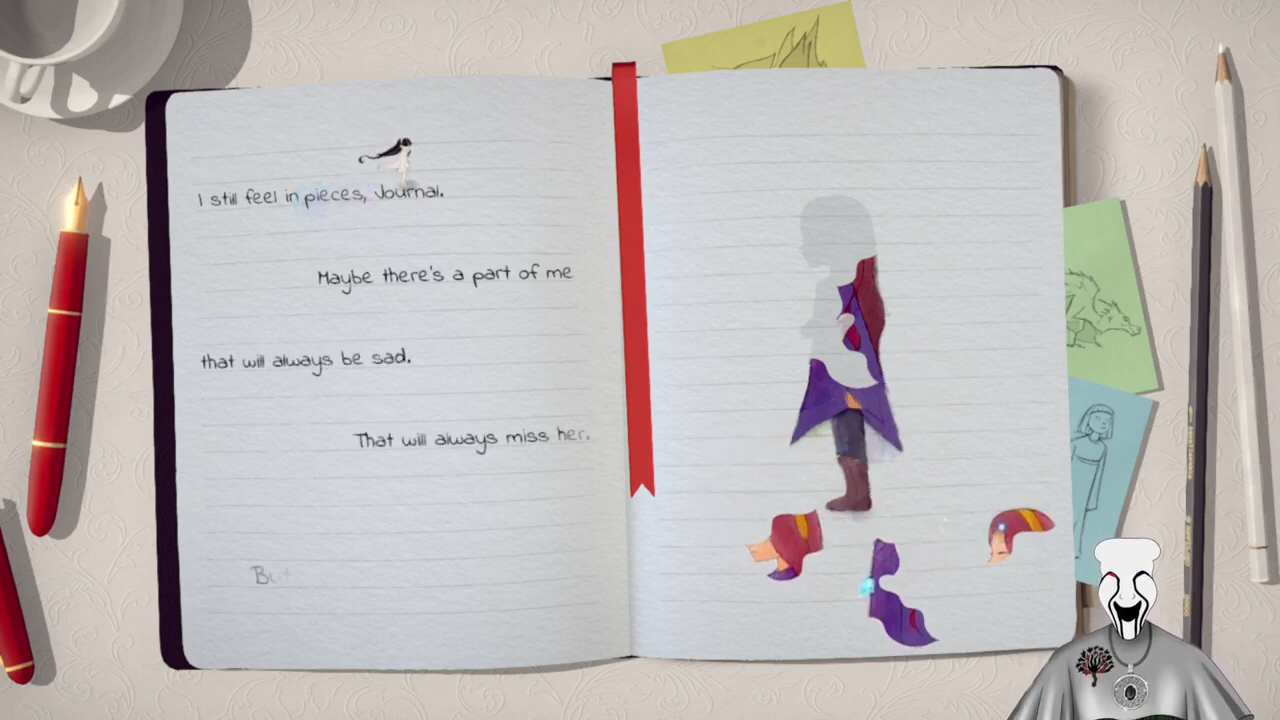 I still feel in pieces, Journal.
Maybe there's a part of me
that will always be sad.
That will always miss her.
But